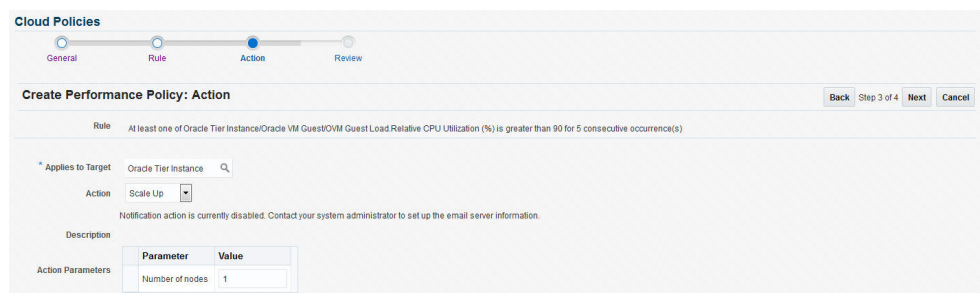 Cloud Policies
General Rule Action Review
Create Performance Policy: Action
Back Step 3 of 4 Next Cancel
Rule At least one of Oracle Tier Instance/Oracle VM Guest/OVM Guest Load.Relative CPU Utilization (%) is greater than 90 for 5 consecutive occurrence(s)
* Applies to Target Oracle Tier Instance
Action Scale Up
Notification action is currently disabled. Contact your system administrator to set up the email server information.
Description
Parameter Value
Action Parameters
Number of nodes 1